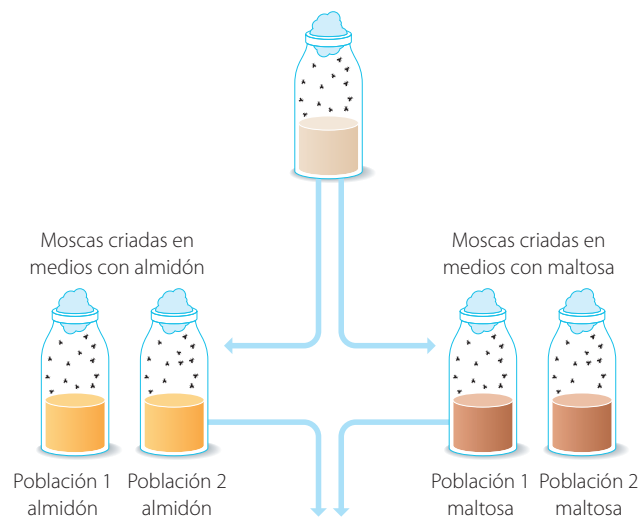 Moscas criadas en
medios con almidón
Moscas criadas en
medios con maltosa
Población 1
almidón
Población 2
almidón
Población 1
maltosa
Población 2
maltosa